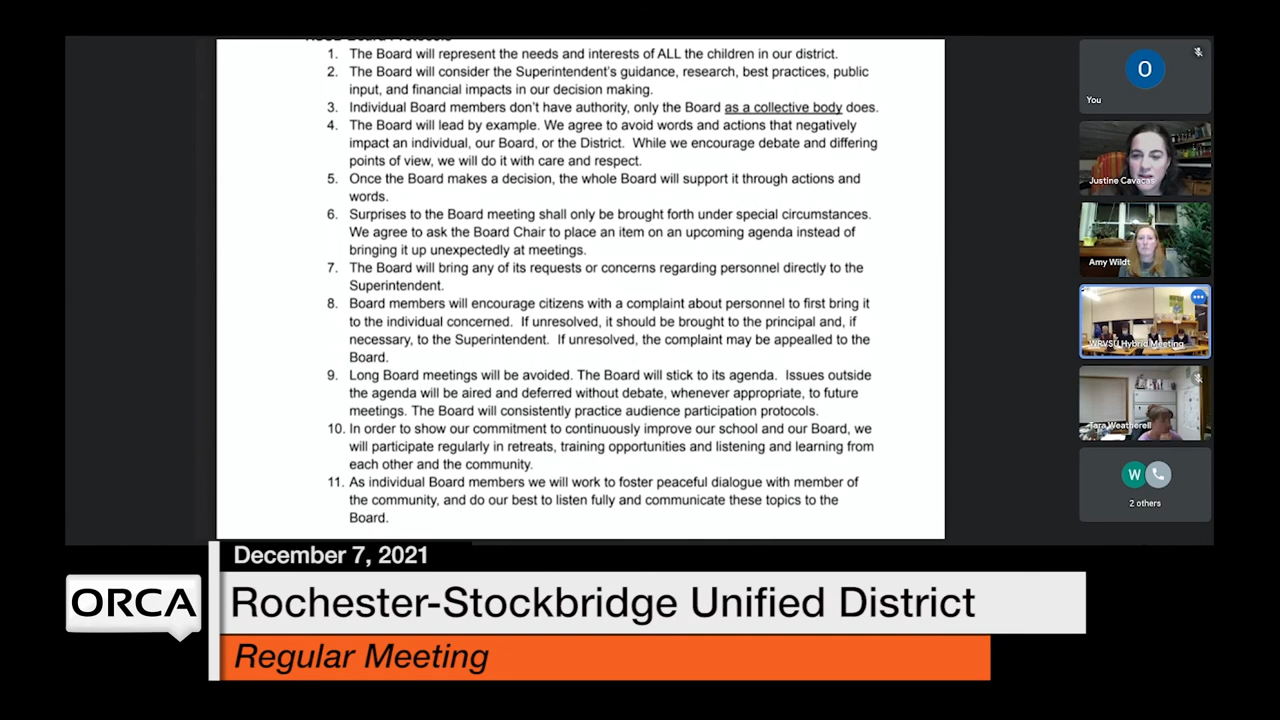 1. The Board will represent the needs and interests of ALL the children in our district.
2. The Board will consider the Superintendent's guidance, research, best practices, public
input, and financial impacts in our decision making.
3. Individual Board members don't have authority, only the Board as a collective body does.
4. The Board will lead by example. We agree to avoid words and actions that negatively
impact an individual, our Board, or the District. While we encourage debate and differing
points of view, we will do it with care and respect.
5. Once the Board makes a decision, the whole Board will support it through actions and
words.
6. Surprises to the Board meeting shall only be brought forth under special circumstances.
We agree to ask the Board Chair to place an item on an upcoming agenda instead of
bringing it up unexpectedly at meetings.
7. The Board will bring any of its requests or concerns regarding personnel directly to the
Superintendent.
8. Board members will encourage citizens with a complaint about personnel to first bring it
to the individual concerned. If unresolved, it should be brought to the principal and, if
necessary, to the Superintendent. If unresolved, the complaint may be appealled to the
Board.
9. Long Board meetings will be avoided. The Board will stick to its agenda. Issues outside
the agenda will be aired and deferred without debate, whenever appropriate, to future
meetings. The Board will consistently practice audience participation protocols.
10. In order to show our commitment to continuously improve our school and our Board, we
will participate regularly in retreats, training opportunities and listening and learning from
each other and the community.
11. As individual Board members we will work to foster peaceful dialogue with member of
the community, and do our best to listen fully and communicate these topics to the
Board.
O
You
Justine Cavacas
Amy Wildt
WRVSU Hybrid Meeting
Tara Weatherell
W
2 others
December 7, 2021
ORCA
Rochester-Stockbridge Unified District
Regular Meeting